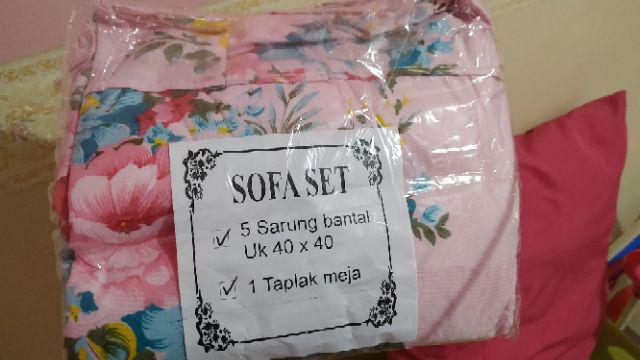 SOFA SET
5 Sarung bantal
Uk 40 x 40
1 Taplak meja